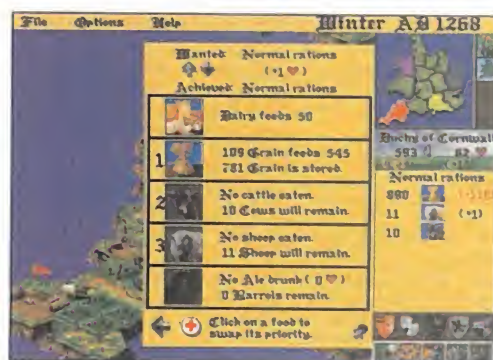 File Options Help Winter AD 1268
Wanted: Normal rations
(+1
Achieved: Normal rations
Dairy feeds 50
1 109 Grain feeds 545
781 Grain is stored.
2 No cattle eaten.
10 Cows will remain.
3 No sheep eaten.
11 Sheep will remain.
No Ale drunk ( 0 )
0 Barrels remain.
Click on a food to
swap its priority.
Duchy of Cornwall
593 62
Normal rations
890
11 (+1)
10